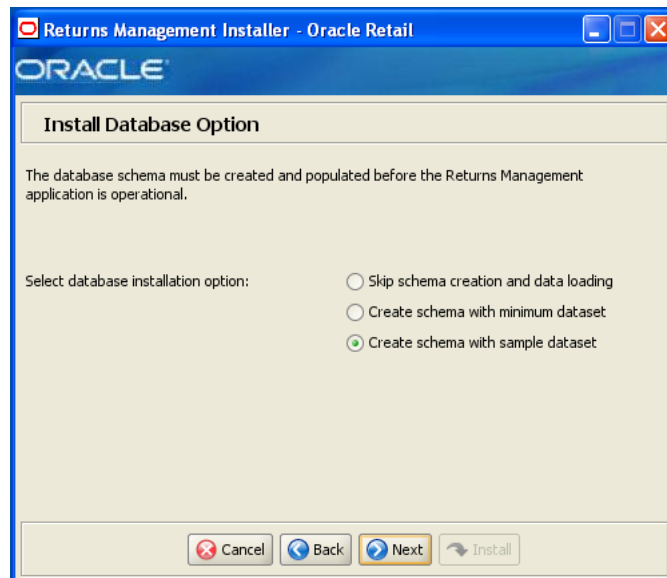 Returns Management Installer - Oracle Retail
ORACLE
Install Database Option
The database schema must be created and populated before the Returns Management
application is operational.
Select database installation option:
Skip schema creation and data loading
Create schema with minimum dataset
Create schema with sample dataset
Cancel
Back
Next
Install